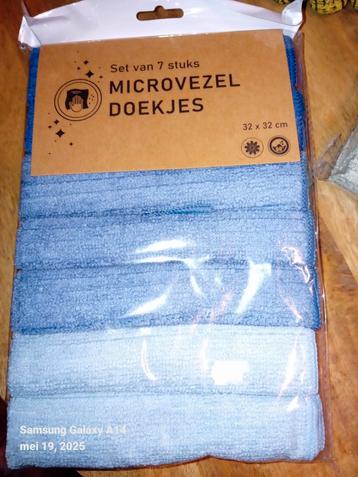 Set van 7 stuks
MICROVEZEL
DOEKJES
32 x 32 cm
Samsung Galaxy A14
mei 19, 2025